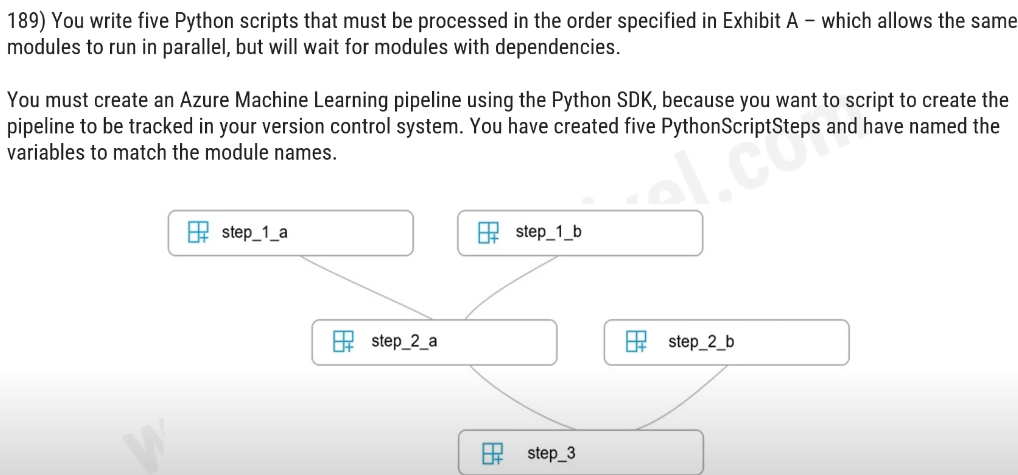 189) You write five Python scripts that must be processed in the order specified in Exhibit A – which allows the same
modules to run in parallel, but will wait for modules with dependencies.
You must create an Azure Machine Learning pipeline using the Python SDK, because you want to script to create the
pipeline to be tracked in your version control system. You have created five PythonScriptSteps and have named the
variables to match the module names.
step_1_a
step_1_b
step_2_a
step_2_b
step_3